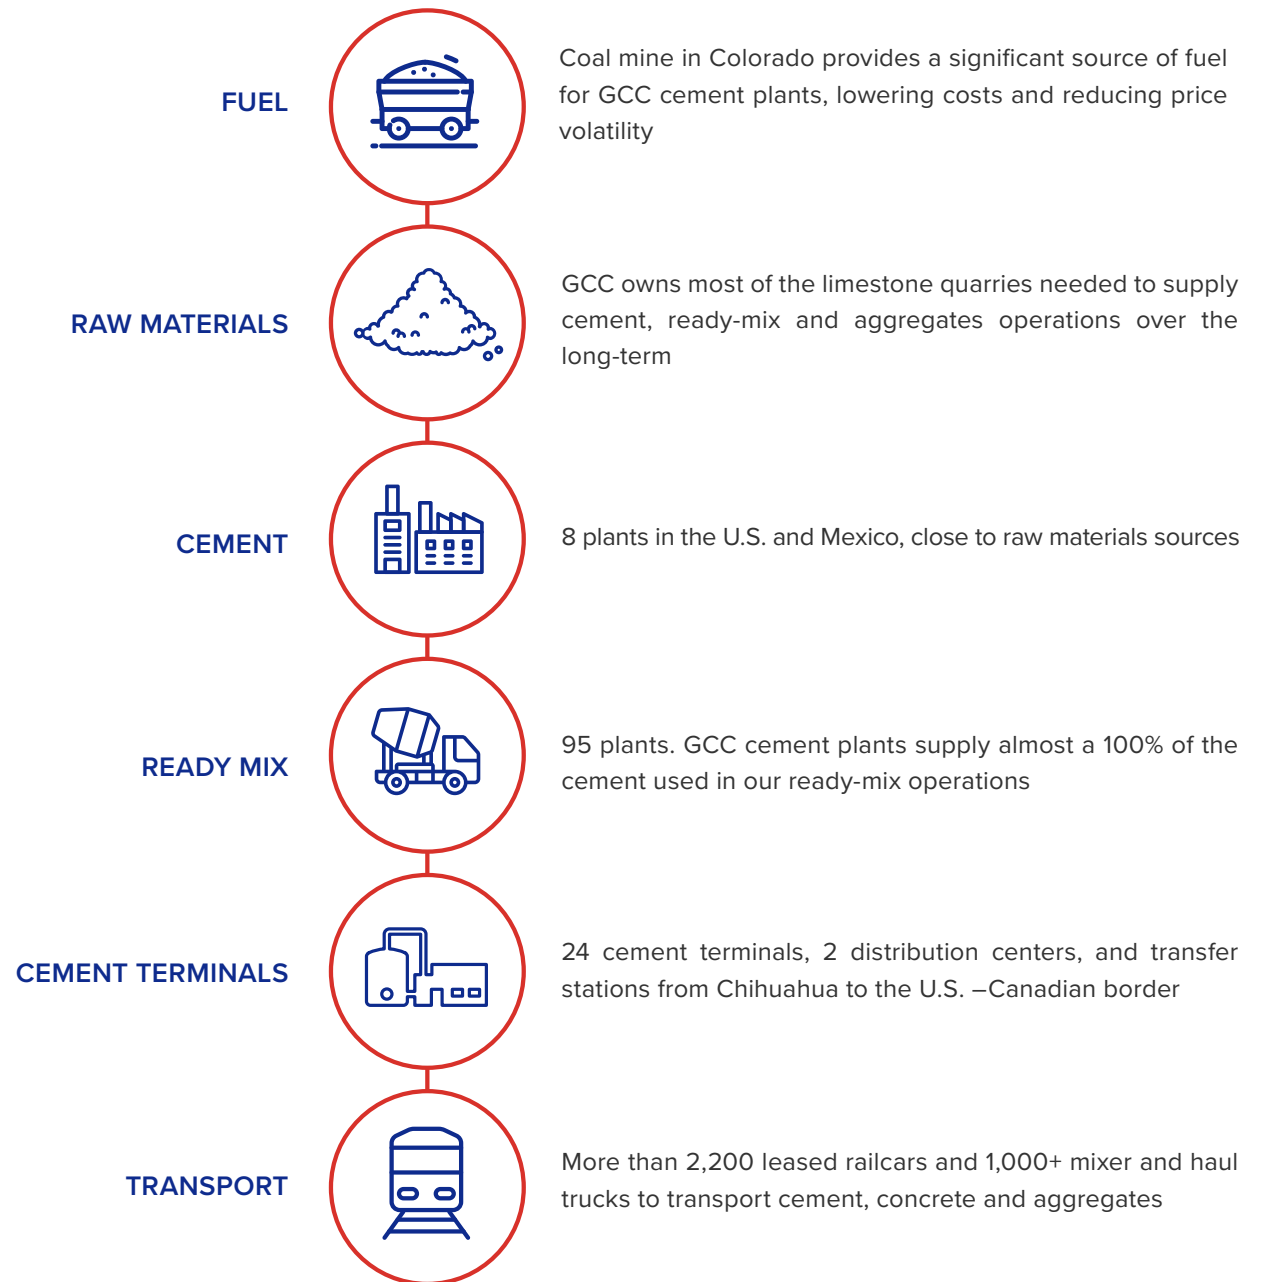 FUEL
Coal mine in Colorado provides a significant source of fuel
for GCC cement plants, lowering costs and reducing price
volatility
RAW MATERIALS
GCC owns most of the limestone quarries needed to supply
cement, ready-mix and aggregates operations over the
long-term
CEMENT
8 plants in the U.S. and Mexico, close to raw materials sources
READY MIX
95 plants. GCC cement plants supply almost a 100% of the
cement used in our ready-mix operations
CEMENT TERMINALS
24 cement terminals, 2 distribution centers, and transfer
stations from Chihuahua to the U.S. –Canadian border
TRANSPORT
More than 2,200 leased railcars and 1,000+ mixer and haul
trucks to transport cement, concrete and aggregates